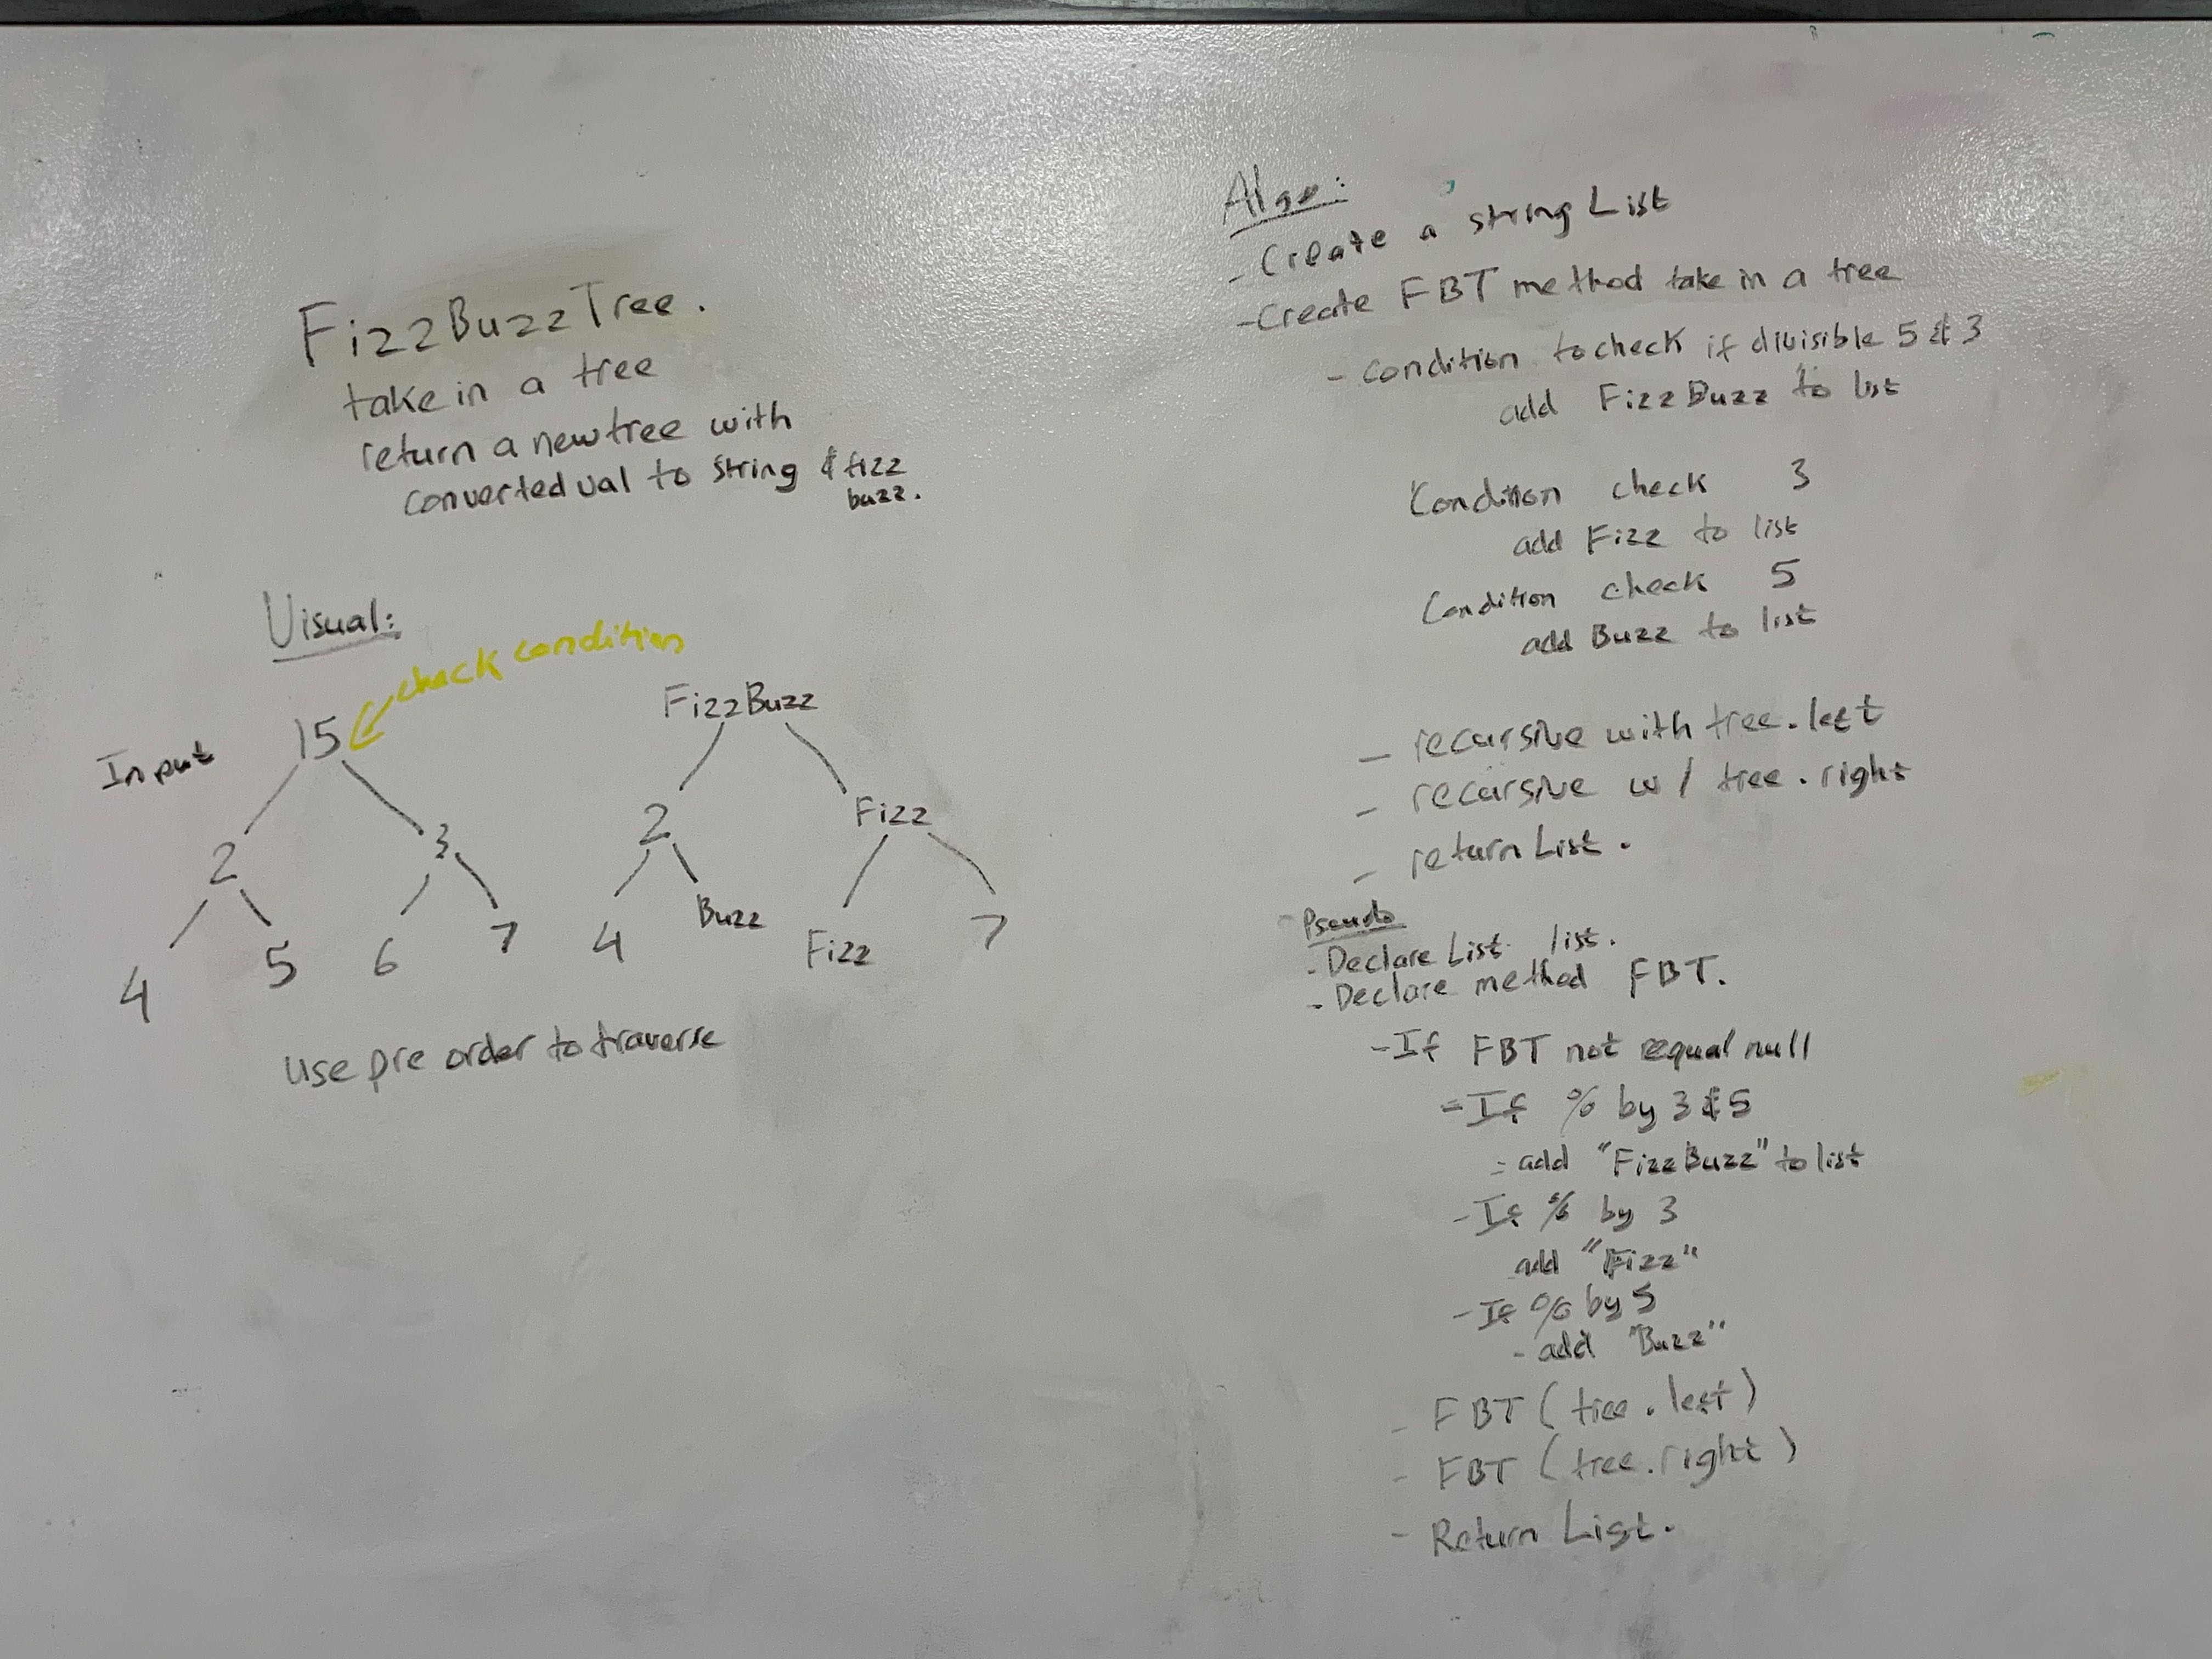 FizzBuzzTree.
take in a tree
return a new tree with
converted val to string & fizz
buzz.
Visual:
check condition
Input
15
2 3
4 5 6 7
FizzBuzz
2 Fizz
4 Buzz Fizz 7
use pre order to traverse
Algo:
- Create a string List
- Create FBT method take in a tree
- Condition to check if divisible 5 & 3
add FizzBuzz to list
Condition check 3
add Fizz to list
Condition check 5
add Buzz to list
- recursive with tree.left
- recursive w/ tree.right
- return List.
Pseudo
- Declare List list.
- Declare method FBT.
- If FBT not eequal null
= If % by 3 & 5
= add "FizzBuzz" to list
- If % by 3
add "Fizz"
- If % by 5
- add "Buzz"
- FBT (tree.left)
- FBT (tree.right)
- Return List.